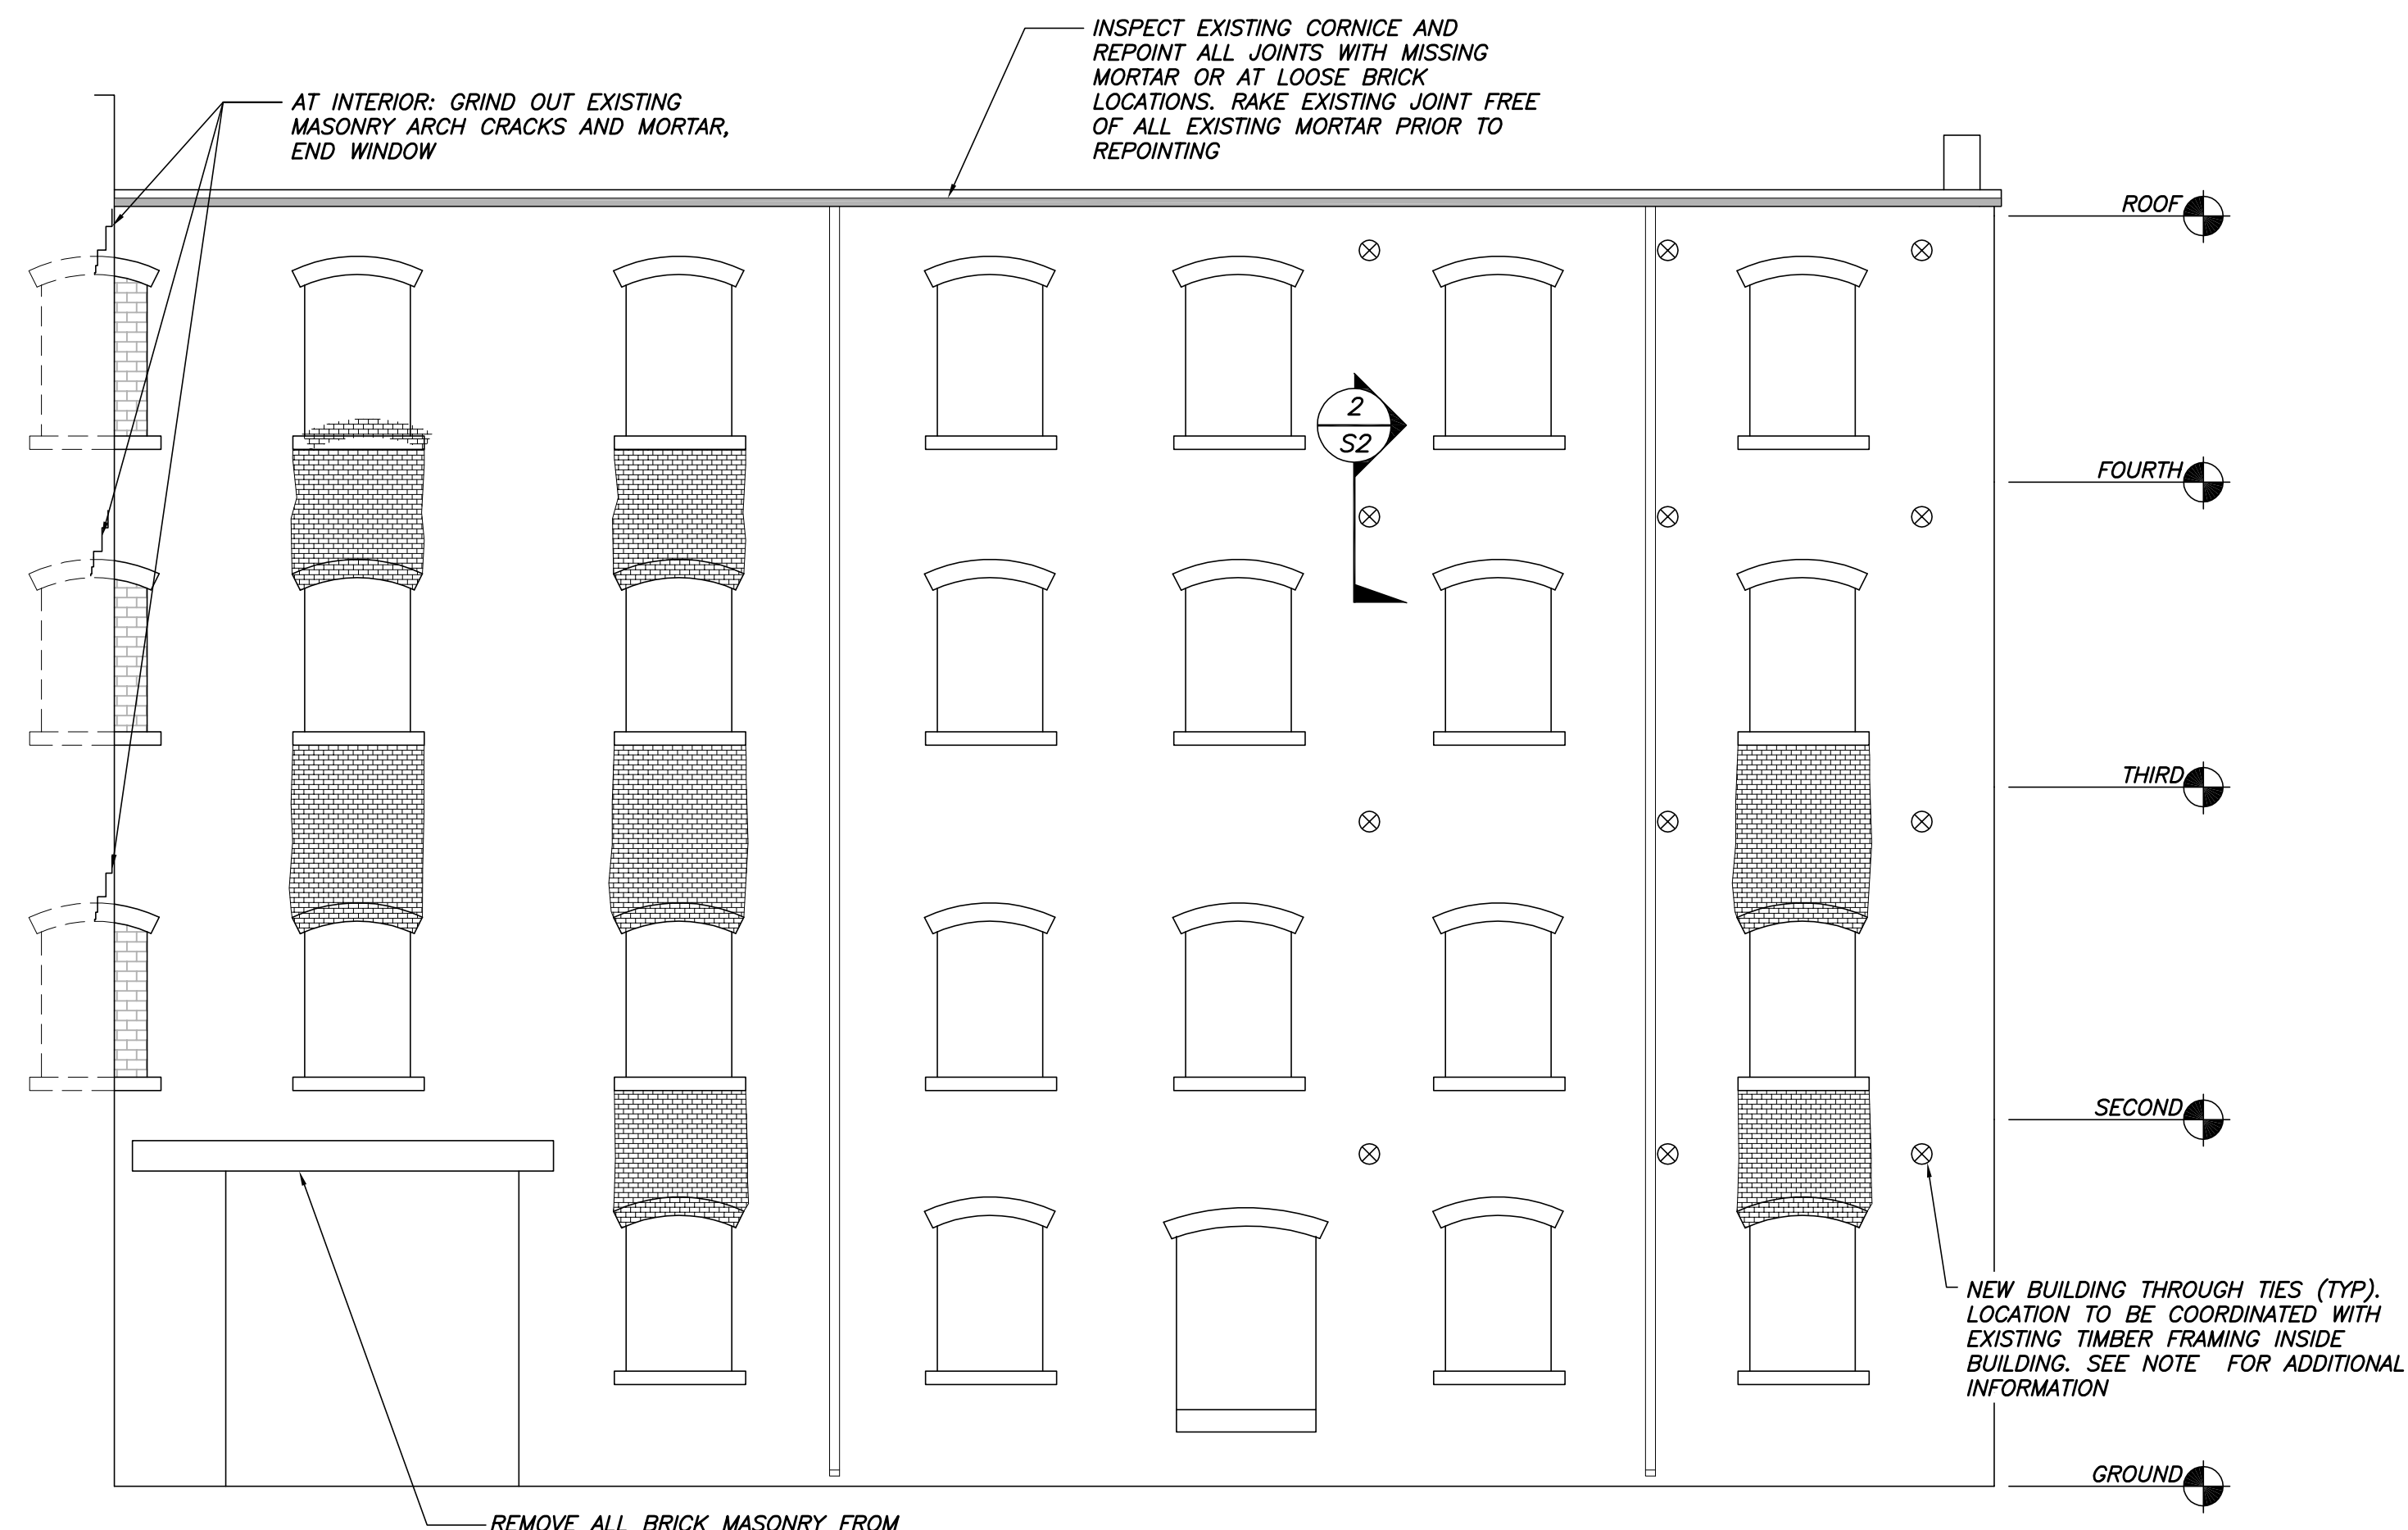 INSPECT EXISTING CORNICE AND
REPOINT ALL JOINTS WITH MISSING
MORTAR OR AT LOOSE BRICK
LOCATIONS. RAKE EXISTING JOINT FREE
OF ALL EXISTING MORTAR PRIOR TO
REPOINTING
AT INTERIOR: GRIND OUT EXISTING
MASONRY ARCH CRACKS AND MORTAR,
END WINDOW
ROOF
2
S2
FOURTH
THIRD
SECOND
NEW BUILDING THROUGH TIES (TYP).
LOCATION TO BE COORDINATED WITH
EXISTING TIMBER FRAMING INSIDE
BUILDING. SEE NOTE  FOR ADDITIONAL
INFORMATION
GROUND
REMOVE ALL BRICK MASONRY FROM